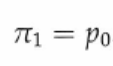 π₁ = p₀